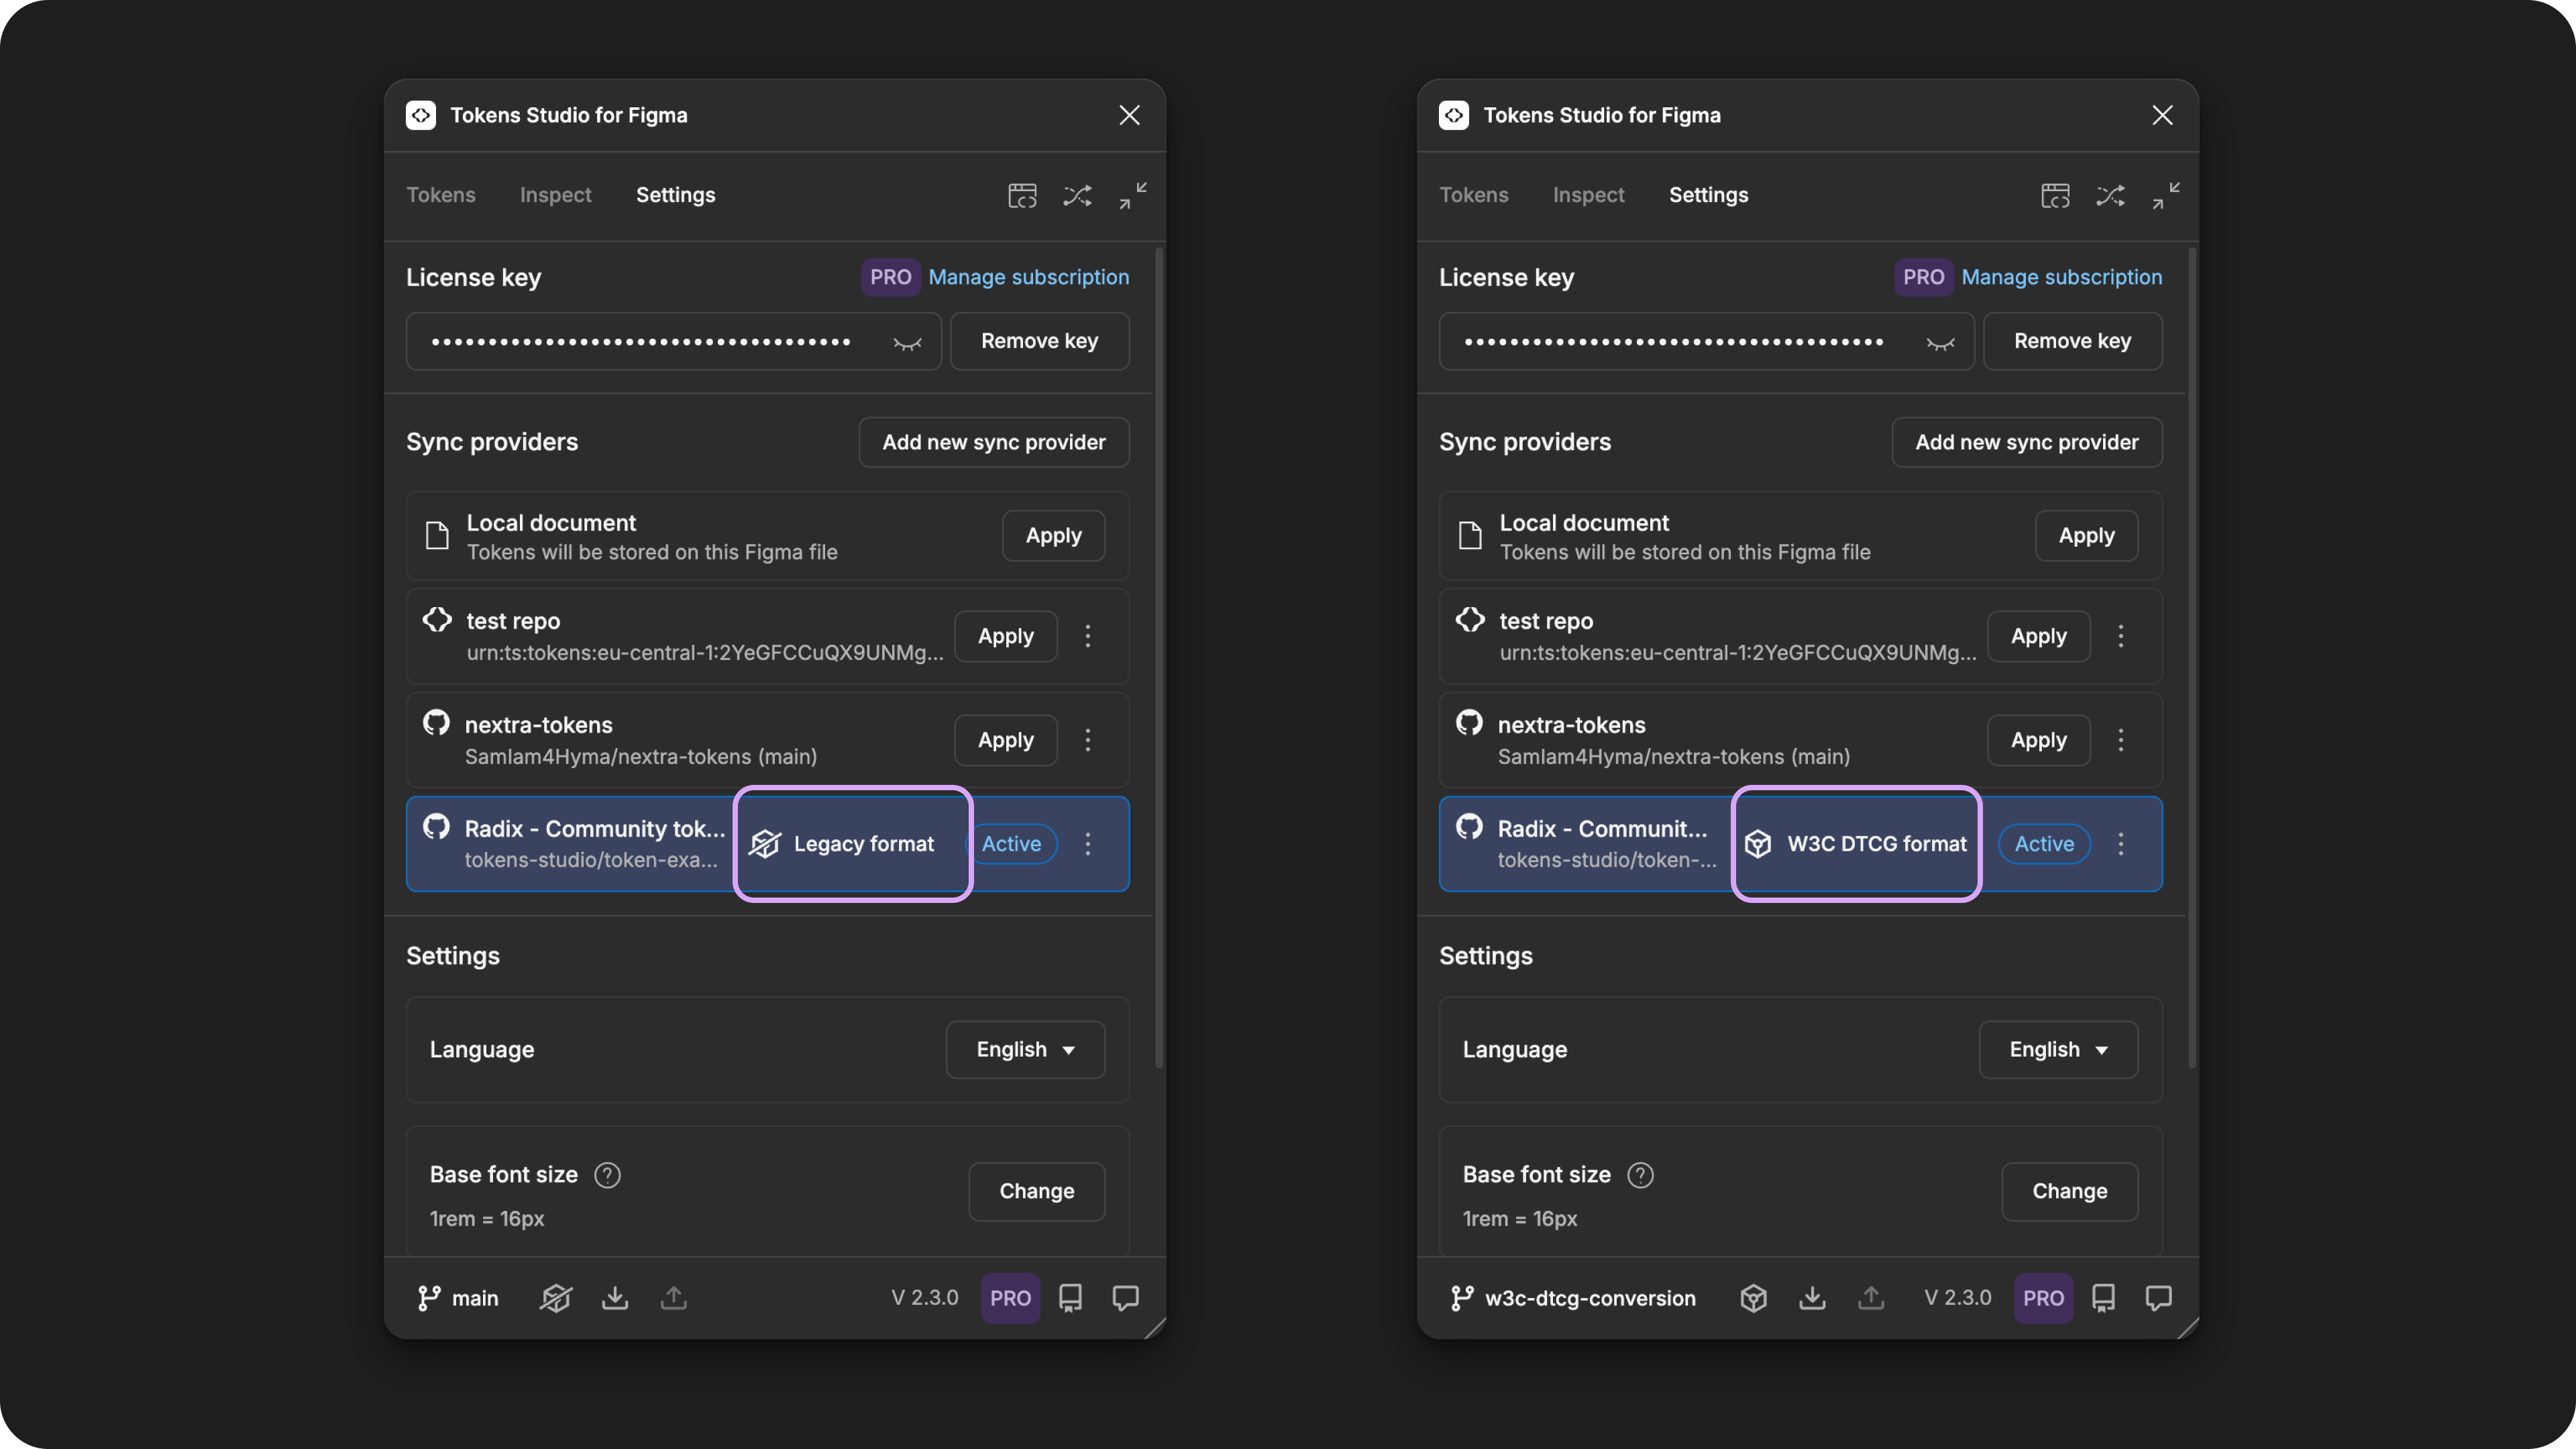 Tokens Studio for Figma
Tokens Inspect Settings
License key PRO Manage subscription
Remove key
Sync providers Add new sync provider
Local document
Tokens will be stored on this Figma file
Apply
test repo
urn:ts:tokens:eu-central-1:2YeGFCCuQX9UNMg...
Apply
nextra-tokens
SamIam4Hyma/nextra-tokens (main)
Apply
Radix - Community tok...
tokens-studio/token-exa...
Legacy format
Active
Settings
Language English
Base font size ?
1rem = 16px
Change
main V 2.3.0 PRO
Tokens Studio for Figma
Tokens Inspect Settings
License key PRO Manage subscription
Remove key
Sync providers Add new sync provider
Local document
Tokens will be stored on this Figma file
Apply
test repo
urn:ts:tokens:eu-central-1:2YeGFCCuQX9UNMg...
Apply
nextra-tokens
SamIam4Hyma/nextra-tokens (main)
Apply
Radix - Communit...
tokens-studio/token-...
W3C DTCG format
Active
Settings
Language English
Base font size ?
1rem = 16px
Change
w3c-dtcg-conversion V 2.3.0 PRO